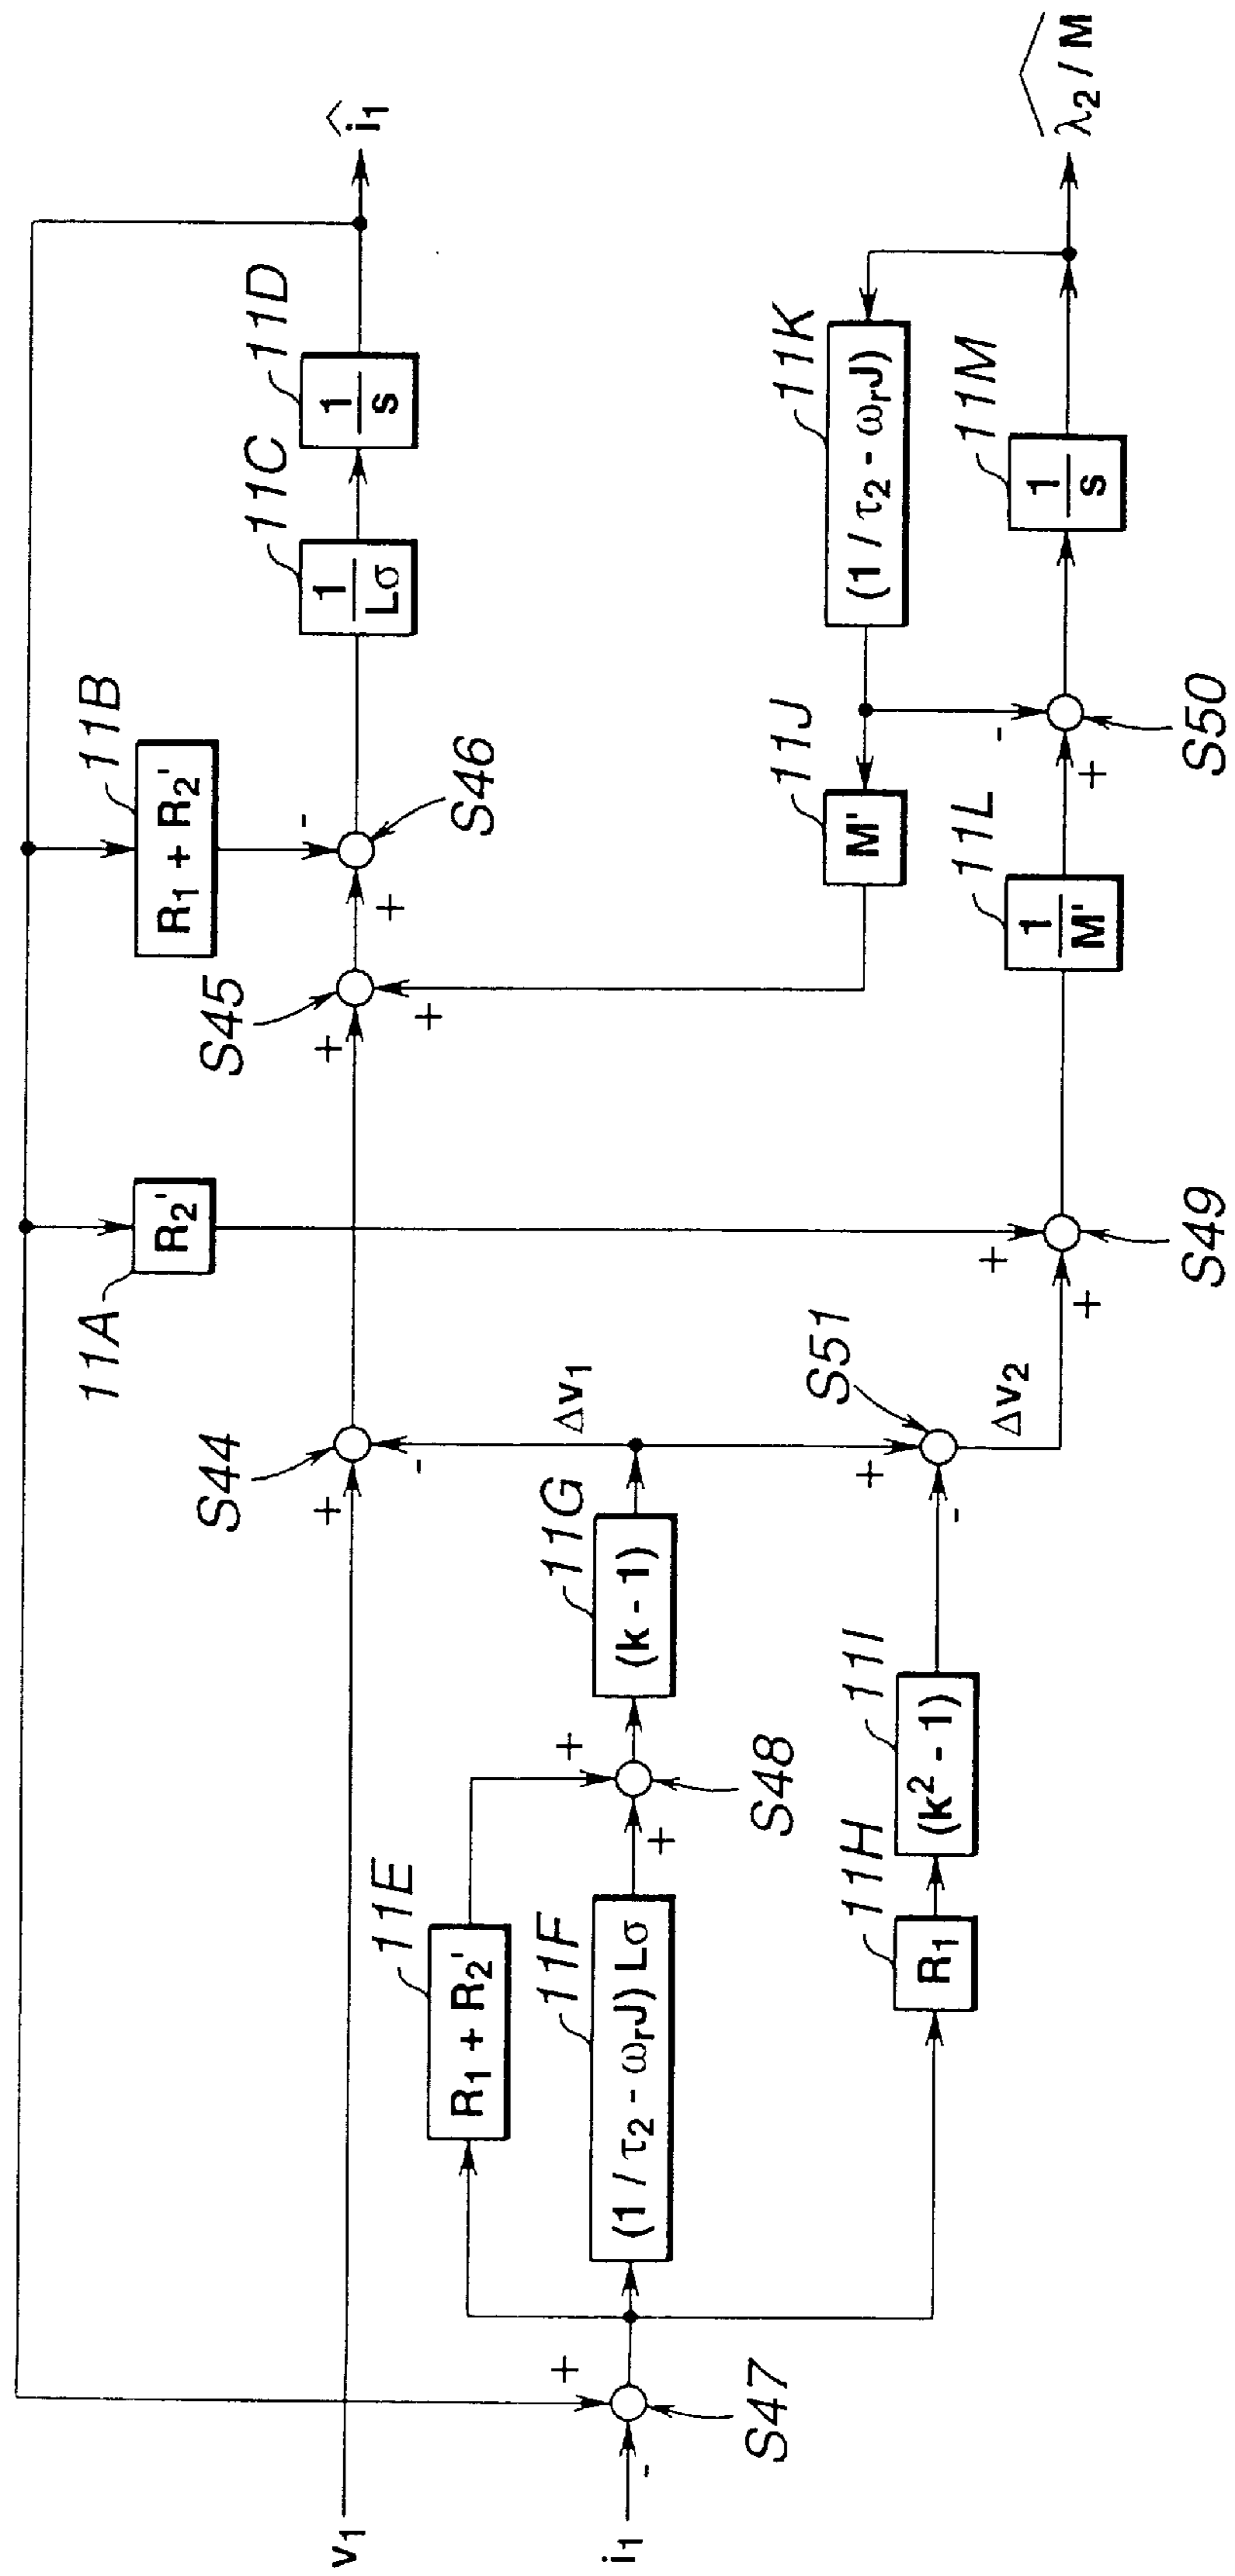 v₁
i₁
S47
11E
R₁ + R₂'
11F
(1 / τ₂ - ωᵣJ) Lσ
11H
R₁
S48
11I
(k² - 1)
11G
(k - 1)
Δv₁
S44
S51
Δv₂
11A
R₂'
S49
S45
11B
R₁ + R₂'
S46
11C
1
Lσ
11D
1
s
î₁
11J
M'
11K
(1 / τ₂ - ωᵣJ)
11L
1
M'
S50
11M
1
s
λ₂ / M
+
-
+
+
+
-
+
-
+
+
+
+
+
-
+
+
-
+